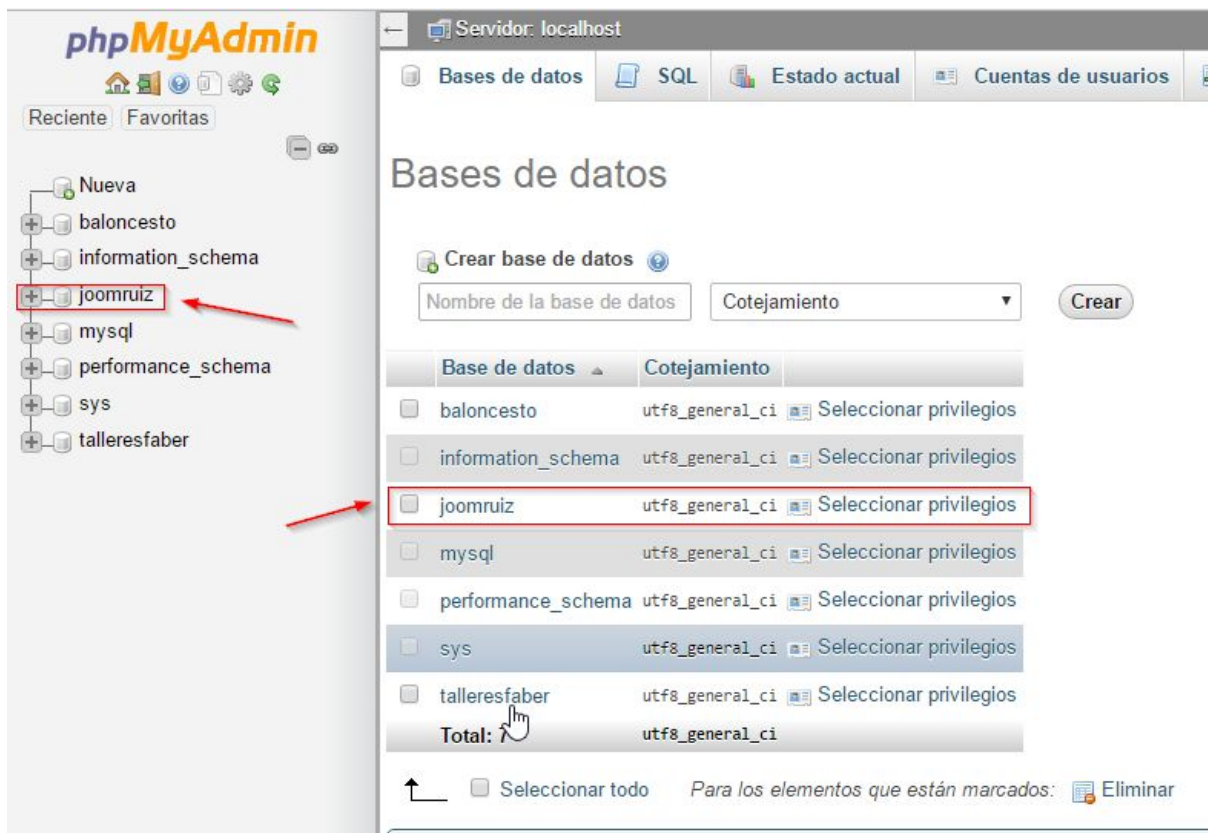 phpMyAdmin
Reciente Favoritas
Nueva
baloncesto
information_schema
joomruiz
mysql
performance_schema
sys
talleresfaber
Servidor: localhost
Bases de datos SQL Estado actual Cuentas de usuarios
Bases de datos
Crear base de datos
Nombre de la base de datos Cotejamiento Crear
Base de datos Cotejamiento
baloncesto utf8_general_ci Seleccionar privilegios
information_schema utf8_general_ci Seleccionar privilegios
joomruiz utf8_general_ci Seleccionar privilegios
mysql utf8_general_ci Seleccionar privilegios
performance_schema utf8_general_ci Seleccionar privilegios
sys utf8_general_ci Seleccionar privilegios
talleresfaber utf8_general_ci Seleccionar privilegios
Total: utf8_general_ci
Seleccionar todo Para los elementos que están marcados: Eliminar